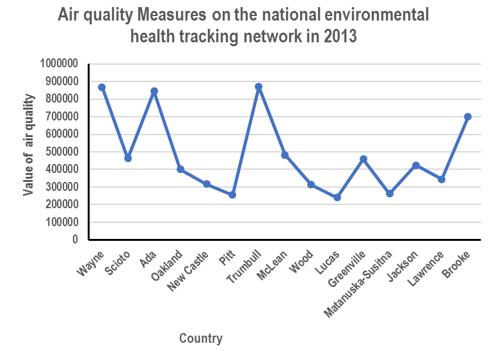 Air quality Measures on the national environmental
health tracking network in 2013
Value of air quality
1000000
900000
800000
700000
600000
500000
400000
300000
200000
100000
0
Wayne
Scioto
Ada
Oakland
New Castle
Pitt
Trumbull
McLean
Wood
Lucas
Greenville
Matanuska-Susitna
Jackson
Lawrence
Brooke
Country